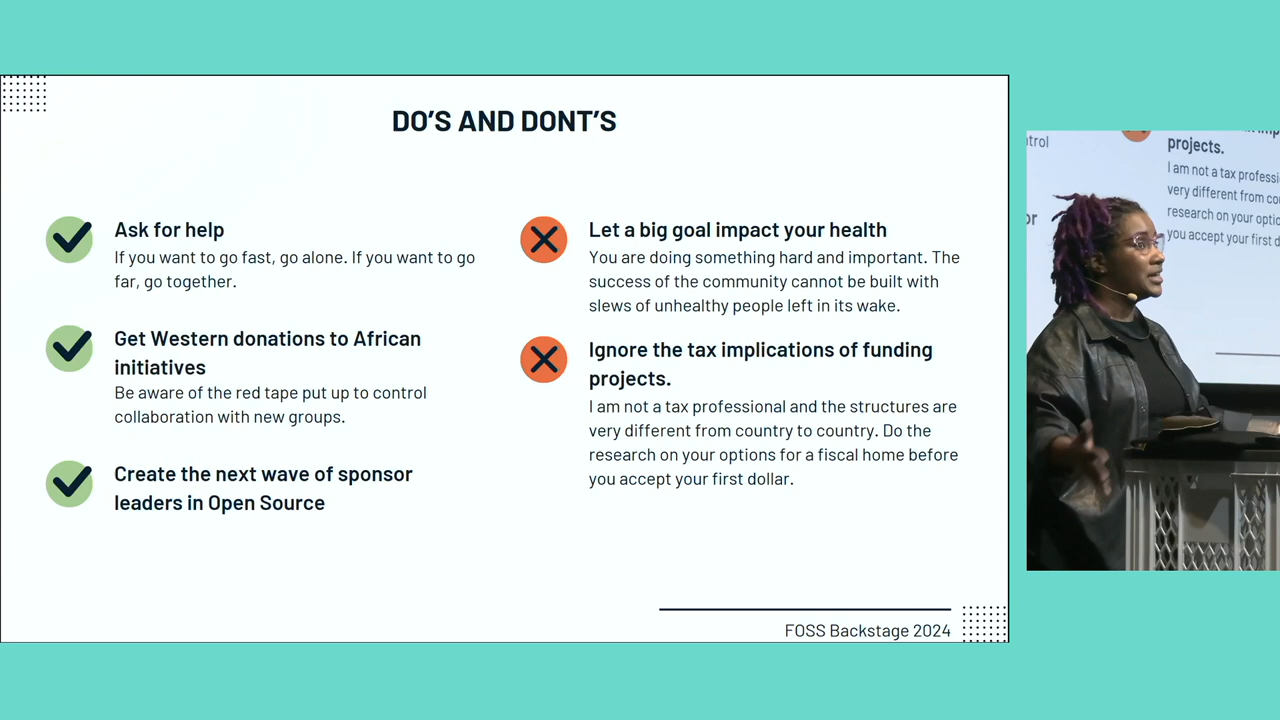 DO'S AND DONT'S
Ask for help
If you want to go fast, go alone. If you want to go
far, go together.
Get Western donations to African
initiatives
Be aware of the red tape put up to control
collaboration with new groups.
Create the next wave of sponsor
leaders in Open Source
Let a big goal impact your health
You are doing something hard and important. The
success of the community cannot be built with
slews of unhealthy people left in its wake.
Ignore the tax implications of funding
projects.
I am not a tax professional and the structures are
very different from country to country. Do the
research on your options for a fiscal home before
you accept your first dollar.
FOSS Backstage 2024
projects.
I am not a tax professi
very different from co
research on your optio
you accept your first d